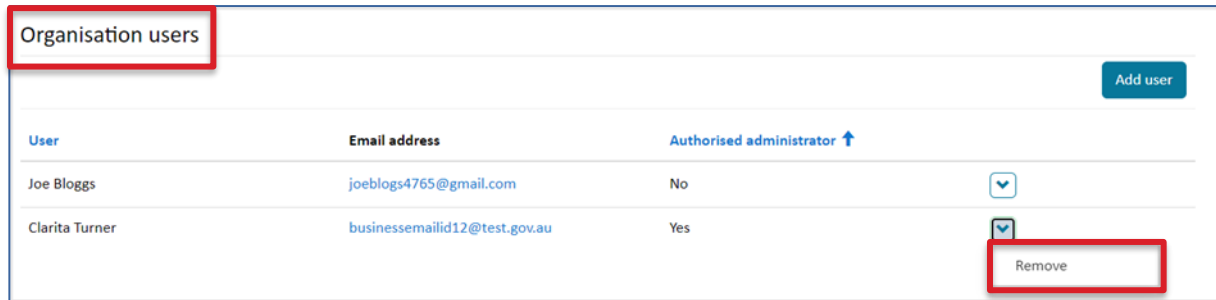 Organisation users
Add user
User Email address Authorised administrator
Joe Bloggs joeblogs4765@gmail.com No
Clarita Turner businessemailid12@test.gov.au Yes
Remove